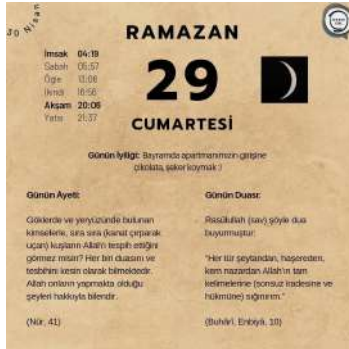 30 Nisan
RAMAZAN
29
CUMARTESİ
İmsak 04:19
Sabah 05:57
Öğle 13:06
İkindi 16:56
Akşam 20:06
Yatsı 21:37
Günün İyiliği: Bayramda apartmanımızın girişine
çikolata, şeker koymak :)
Günün Ayeti:
Göklerde ve yeryüzünde bulunan
kimselerle, sıra sıra (kanat çırparak
uçan) kuşların Allah'ı tespih ettiğini
görmez misin? Her biri duasını ve
tesbihini kesin olarak bilmektedir.
Allah onların yapmakta olduğu
şeyleri hakkıyla bilendir.
(Nûr, 41)
Günün Duası:
Rasûlullah (sav) şöyle dua
buyurmuştur:
"Her tür şeytandan, haşereden,
kem nazardan Allah'ın tam
kelimelerine (sonsuz iradesine ve
hükmüne) sığınırım."
(Buhârî, Enbiyâ, 10)